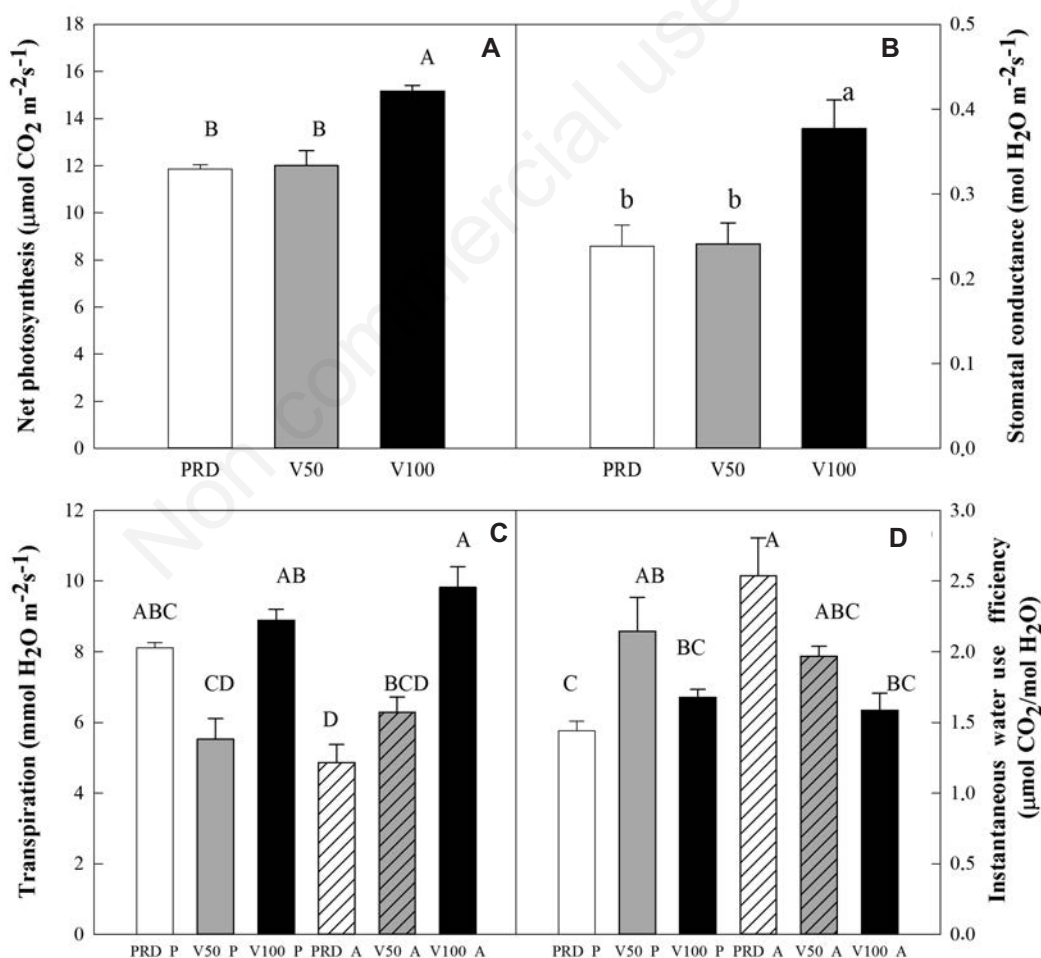 Non commercial use
18
16
14
12
10
8
6
4
2
0
Net photosynthesis (μmol CO₂ m⁻²s⁻¹)
A
B
B
A
PRD
V50
V100
B
b
b
a
PRD
V50
V100
0.5
0.4
0.3
0.2
0.1
0.0
Stomatal conductance (mol H₂O m⁻²s⁻¹)
12
10
8
6
4
2
0
Transpiration (mmol H₂O m⁻²s⁻¹)
C
ABC
CD
AB
D
BCD
A
PRD P
V50 P
V100 P
PRD A
V50 A
V100 A
D
C
AB
BC
A
ABC
BC
PRD P
V50 P
V100 P
PRD A
V50 A
V100 A
3.0
2.5
2.0
1.5
1.0
0.5
0.0
Instantaneous water use fficiency
(μmol CO₂/mol H₂O)